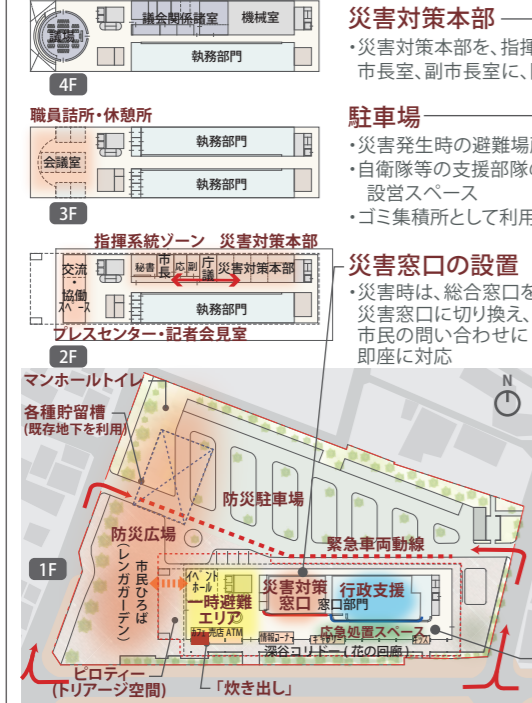 議場
議会関係諸室
機械室
執務部門
4F
職員詰所・休憩所
会議室
執務部門
執務部門
3F
指揮系統ゾーン 災害対策本部
交流・協働スペース
秘書
市長
応
副
庁議
災害対策本部
執務部門
プレスセンター・記者会見室
2F
災害対策本部
・災害対策本部を、指揮
市長室、副市長室に、
駐車場
・災害発生時の避難場
・自衛隊等の支援部隊の
設営スペース
・ゴミ集積所として利用
災害窓口の設置
・災害時は、総合窓口を
災害窓口に切り換え、
市民の問い合わせに
即座に対応
マンホールトイレ
各種貯留槽
(既存地下を利用)
N
防災駐車場
防災広場
(レンガガーデン)
市民ひろば
緊急車両動線
1F
イベントホール
一時避難
エリア
売店 ATM
災害対策
窓口
行政支援
窓口部門
情報コーナー
応急処置スペース
深谷コリドー(花の回廊)
ピロティー
(トリアージ空間)
「炊き出し」